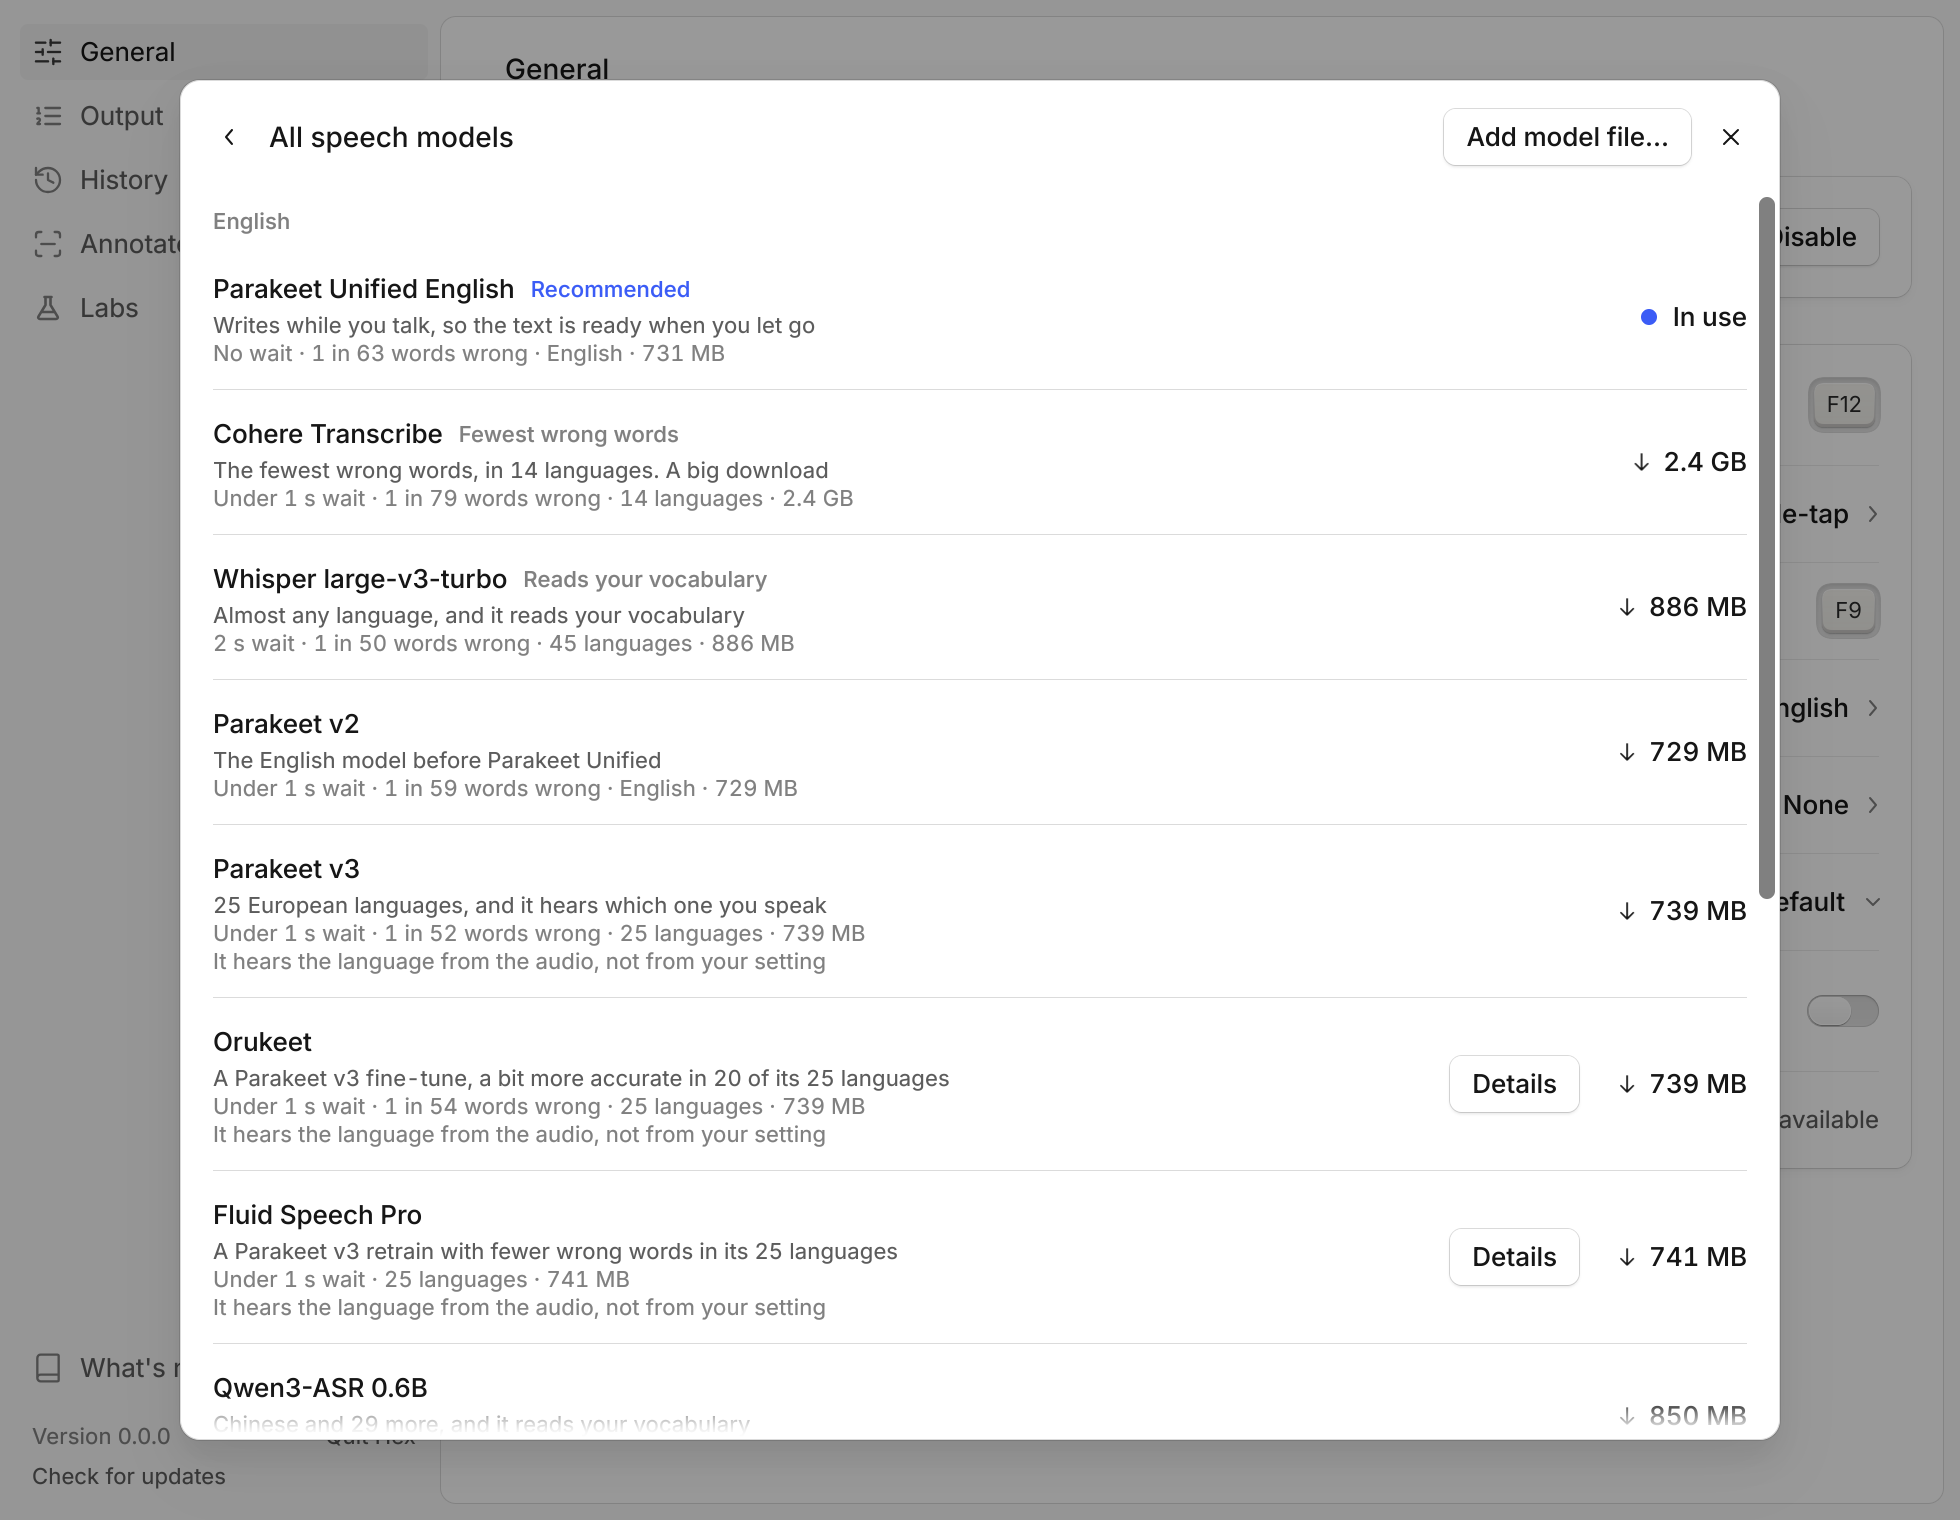 General
Output
History
Annotate
Labs
What's
Version 0.0.0
Quit Hex
Check for updates
General
All speech models
Add model file...
English
Parakeet Unified English Recommended
Writes while you talk, so the text is ready when you let go
No wait · 1 in 63 words wrong · English · 731 MB
In use
Cohere Transcribe Fewest wrong words
The fewest wrong words, in 14 languages. A big download
Under 1 s wait · 1 in 79 words wrong · 14 languages · 2.4 GB
2.4 GB
Whisper large-v3-turbo Reads your vocabulary
Almost any language, and it reads your vocabulary
2 s wait · 1 in 50 words wrong · 45 languages · 886 MB
886 MB
Parakeet v2
The English model before Parakeet Unified
Under 1 s wait · 1 in 59 words wrong · English · 729 MB
729 MB
Parakeet v3
25 European languages, and it hears which one you speak
Under 1 s wait · 1 in 52 words wrong · 25 languages · 739 MB
It hears the language from the audio, not from your setting
739 MB
Orukeet
A Parakeet v3 fine-tune, a bit more accurate in 20 of its 25 languages
Under 1 s wait · 1 in 54 words wrong · 25 languages · 739 MB
It hears the language from the audio, not from your setting
Details
739 MB
Fluid Speech Pro
A Parakeet v3 retrain with fewer wrong words in its 25 languages
Under 1 s wait · 25 languages · 741 MB
It hears the language from the audio, not from your setting
Details
741 MB
Qwen3-ASR 0.6B
Chinese and 29 more, and it reads your vocabulary
850 MB
Disable
F12
e-tap
F9
nglish
None
efault
available